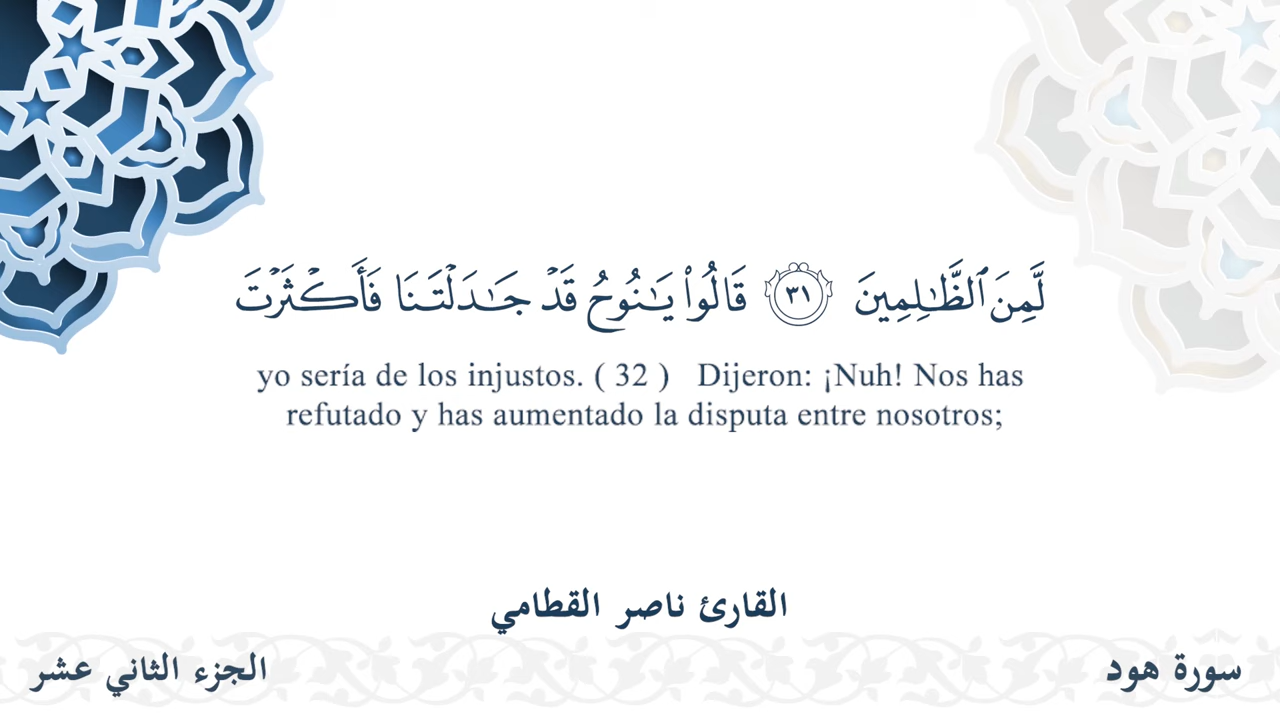 لَّمِنَ ٱلظَّـٰلِمِينَ ٣١ قَالُوا۟ يَـٰنُوحُ قَدْ جَـٰدَلْتَنَا فَأَكْثَرْتَ
yo sería de los injustos. ( 32 ) Dijeron: ¡Nuh! Nos has
refutado y has aumentado la disputa entre nosotros;
القارئ ناصر القطامي
سورة هود
الجزء الثاني عشر